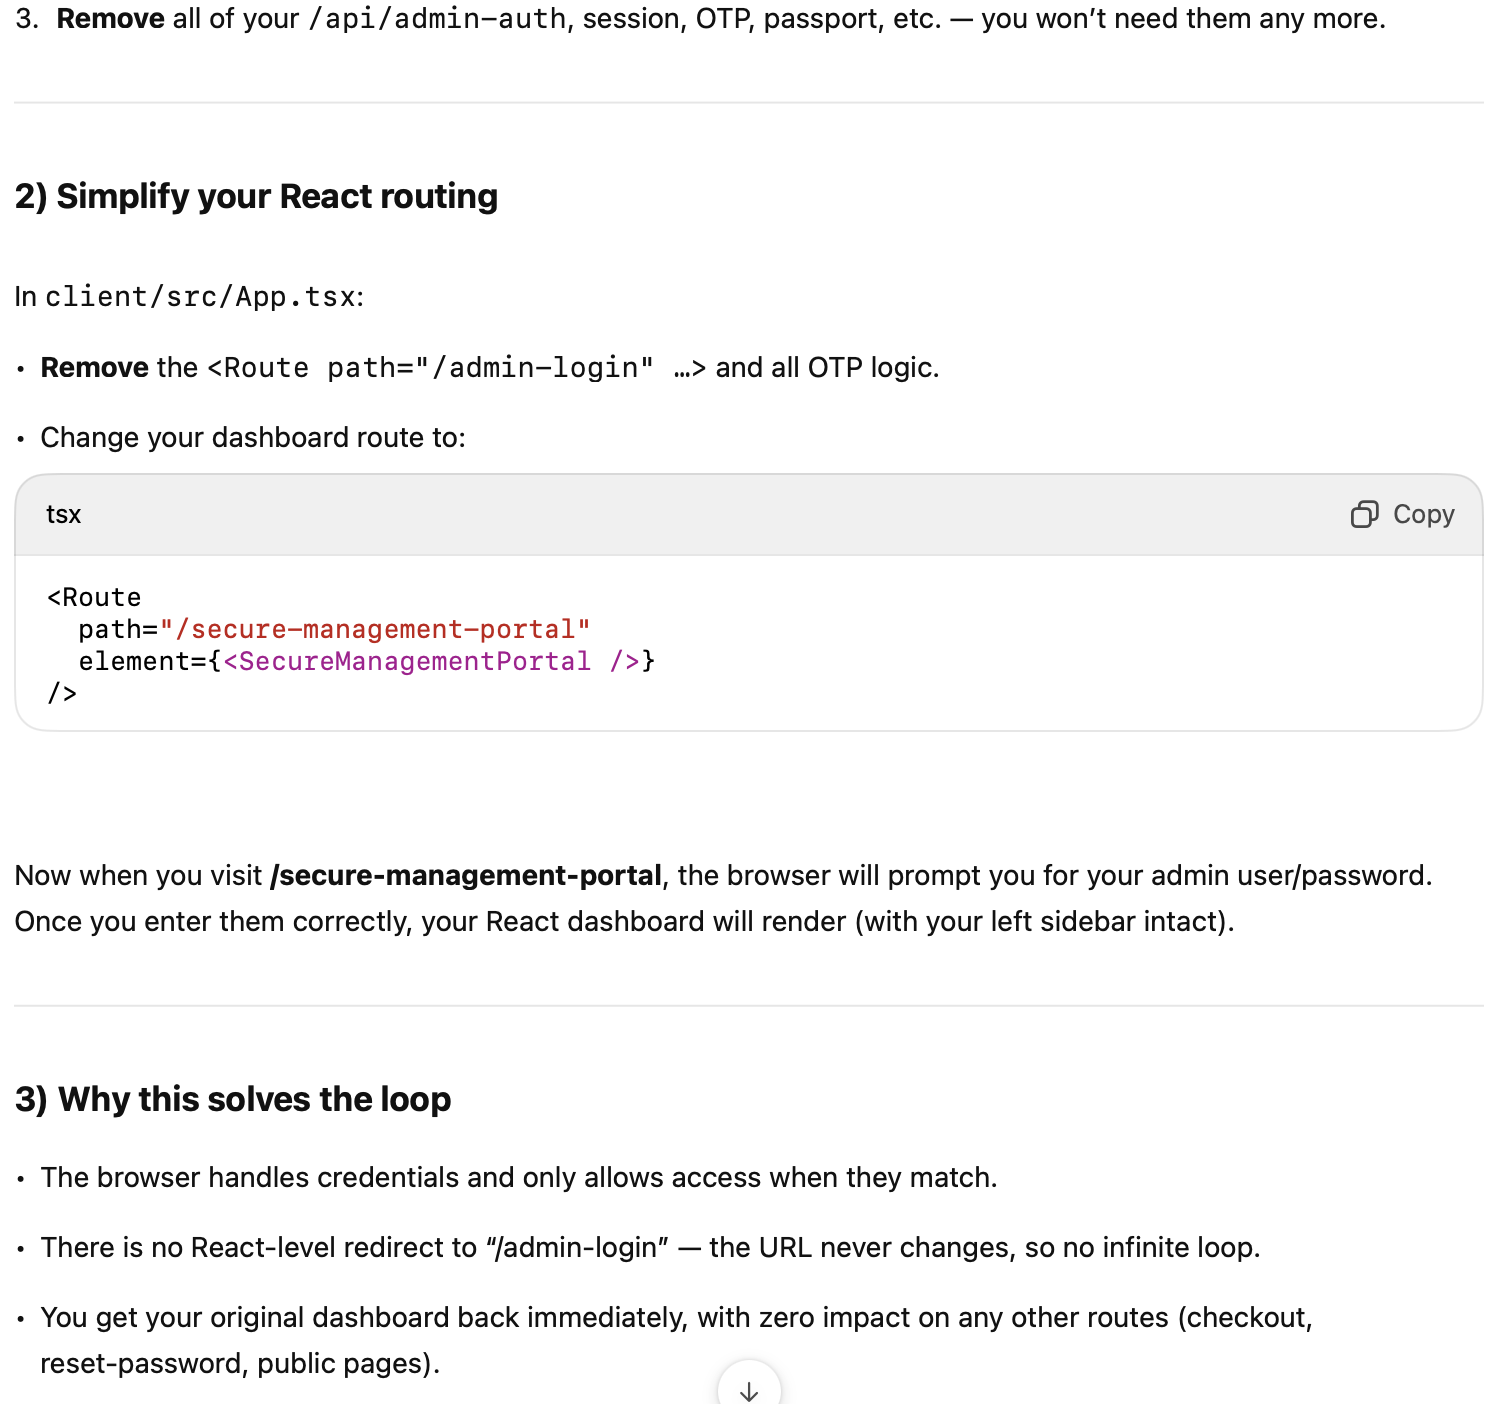 3. Remove all of your /api/admin-auth, session, OTP, passport, etc. — you won’t need them any more.
2) Simplify your React routing
In client/src/App.tsx:
• Remove the <Route path="/admin-login" …> and all OTP logic.
• Change your dashboard route to:
tsx
Copy
<Route
  path="/secure-management-portal"
  element={<SecureManagementPortal />}
/>
Now when you visit /secure-management-portal, the browser will prompt you for your admin user/password.
Once you enter them correctly, your React dashboard will render (with your left sidebar intact).
3) Why this solves the loop
• The browser handles credentials and only allows access when they match.
• There is no React-level redirect to “/admin-login” — the URL never changes, so no infinite loop.
• You get your original dashboard back immediately, with zero impact on any other routes (checkout,
reset-password, public pages).